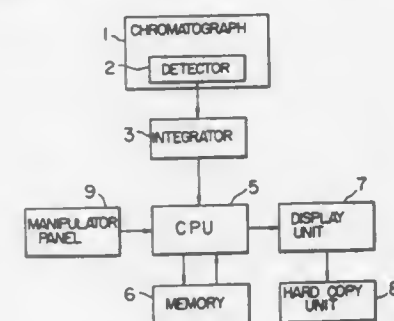 1
CHROMATOGRAPH
2
DETECTOR
3
INTEGRATOR
9
5
7
MANIPULATOR
PANEL
CPU
DISPLAY
UNIT
6
MEMORY
HARD COPY
UNIT
8